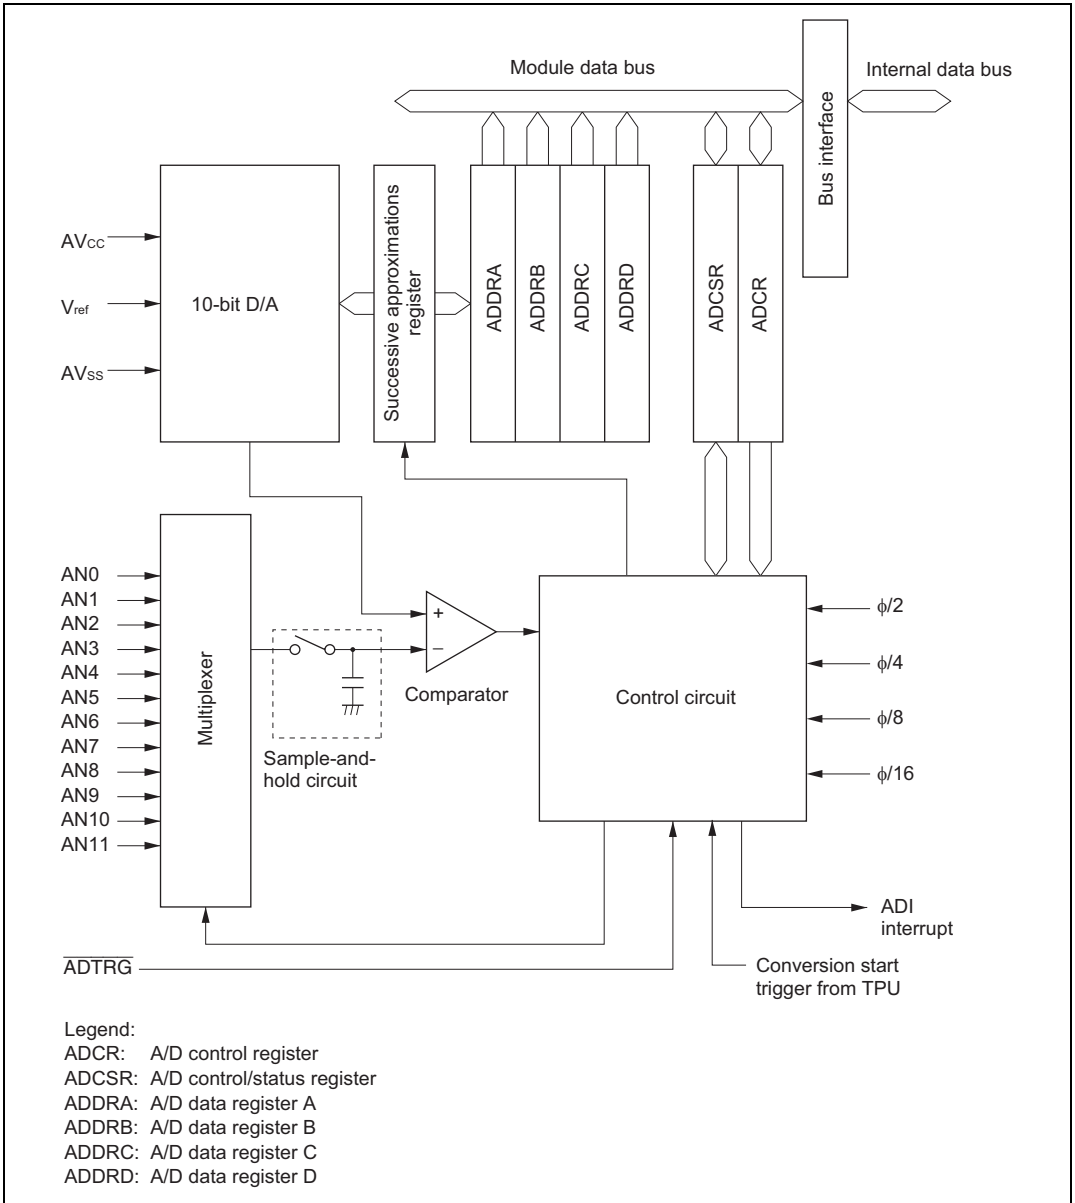 Module data bus
Internal data bus
Bus interface
AVCC
Vref
AVSS
10-bit D/A
Successive approximations
register
ADDRA
ADDRB
ADDRC
ADDRD
ADCSR
ADCR
AN0
AN1
AN2
AN3
AN4
AN5
AN6
AN7
AN8
AN9
AN10
AN11
Multiplexer
+
–
Comparator
Sample-and-
hold circuit
Control circuit
ϕ/2
ϕ/4
ϕ/8
ϕ/16
ADI
interrupt
ADTRG
Conversion start
trigger from TPU
Legend:
ADCR: A/D control register
ADCSR: A/D control/status register
ADDRA: A/D data register A
ADDRB: A/D data register B
ADDRC: A/D data register C
ADDRD: A/D data register D